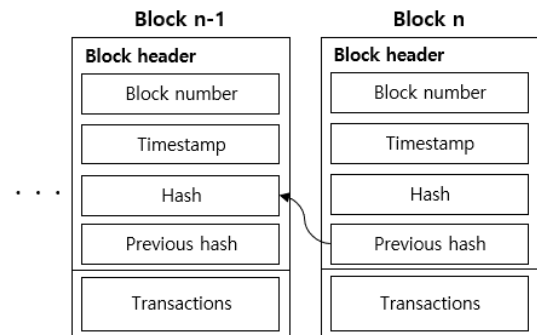 Block n-1
Block header
Block number
Timestamp
Hash
Previous hash
Transactions
. . .
Block n
Block header
Block number
Timestamp
Hash
Previous hash
Transactions